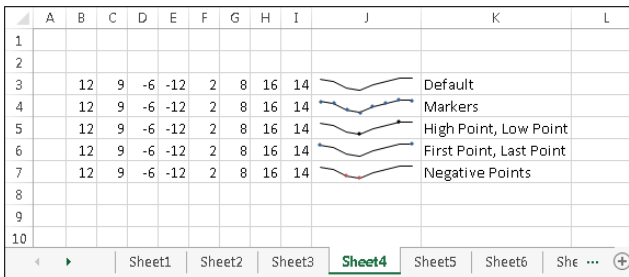 A B C D E F G H I J K L
1
2
3 12 9 -6 -12 2 8 16 14 Default
4 12 9 -6 -12 2 8 16 14 Markers
5 12 9 -6 -12 2 8 16 14 High Point, Low Point
6 12 9 -6 -12 2 8 16 14 First Point, Last Point
7 12 9 -6 -12 2 8 16 14 Negative Points
8
9
10
Sheet1 Sheet2 Sheet3 Sheet4 Sheet5 Sheet6 She ...